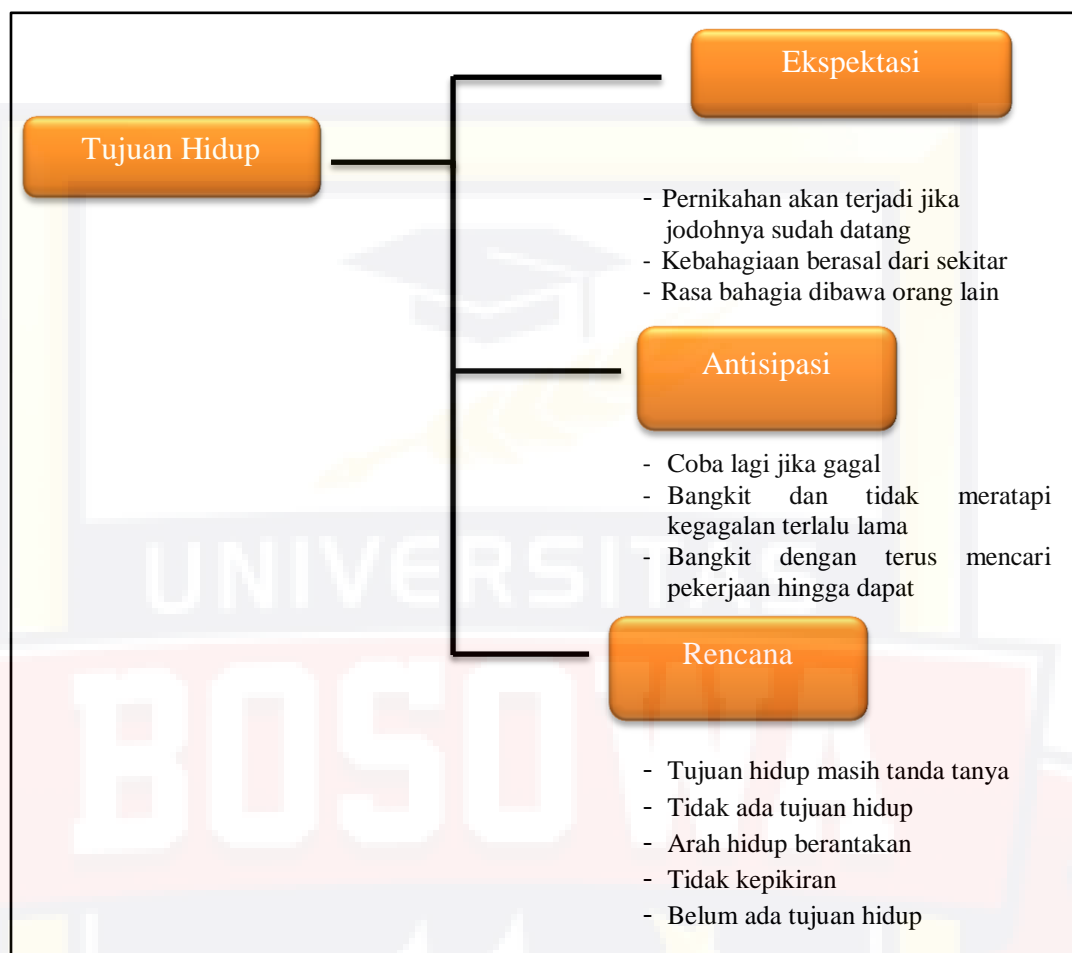 Ekspektasi
Tujuan Hidup
- Pernikahan akan terjadi jika
jodohnya sudah datang
- Kebahagiaan berasal dari sekitar
- Rasa bahagia dibawa orang lain
Antisipasi
- Coba lagi jika gagal
- Bangkit dan tidak meratapi
kegagalan terlalu lama
- Bangkit dengan terus mencari
pekerjaan hingga dapat
UNIVERSITAS
Rencana
BOSOWA
- Tujuan hidup masih tanda tanya
- Tidak ada tujuan hidup
- Arah hidup berantakan
- Tidak kepikiran
- Belum ada tujuan hidup